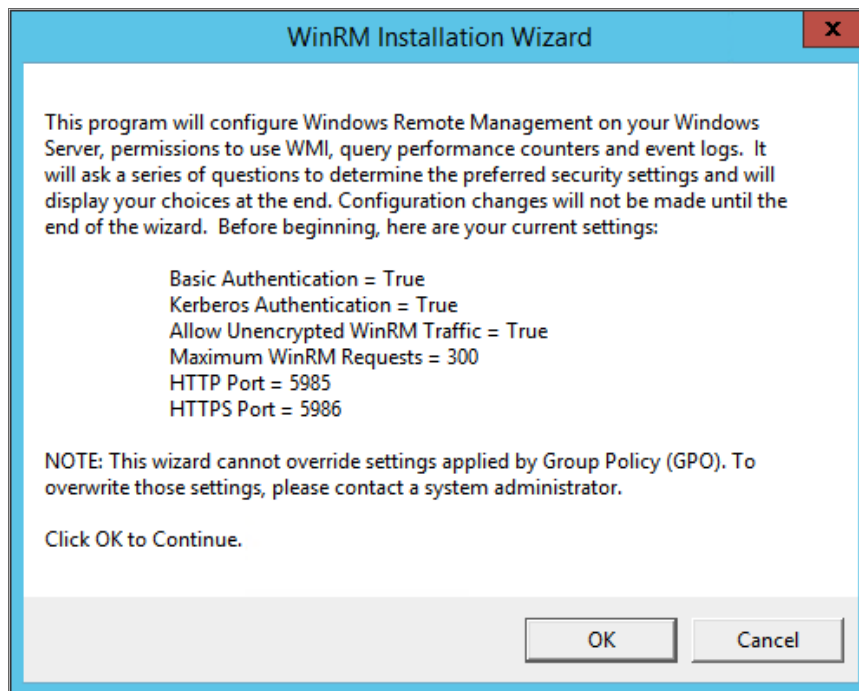 WinRM Installation Wizard
x
This program will configure Windows Remote Management on your Windows
Server, permissions to use WMI, query performance counters and event logs.  It
will ask a series of questions to determine the preferred security settings and will
display your choices at the end. Configuration changes will not be made until the
end of the wizard.  Before beginning, here are your current settings:
Basic Authentication = True
Kerberos Authentication = True
Allow Unencrypted WinRM Traffic = True
Maximum WinRM Requests = 300
HTTP Port = 5985
HTTPS Port = 5986
NOTE: This wizard cannot override settings applied by Group Policy (GPO). To
overwrite those settings, please contact a system administrator.
Click OK to Continue.
OK
Cancel